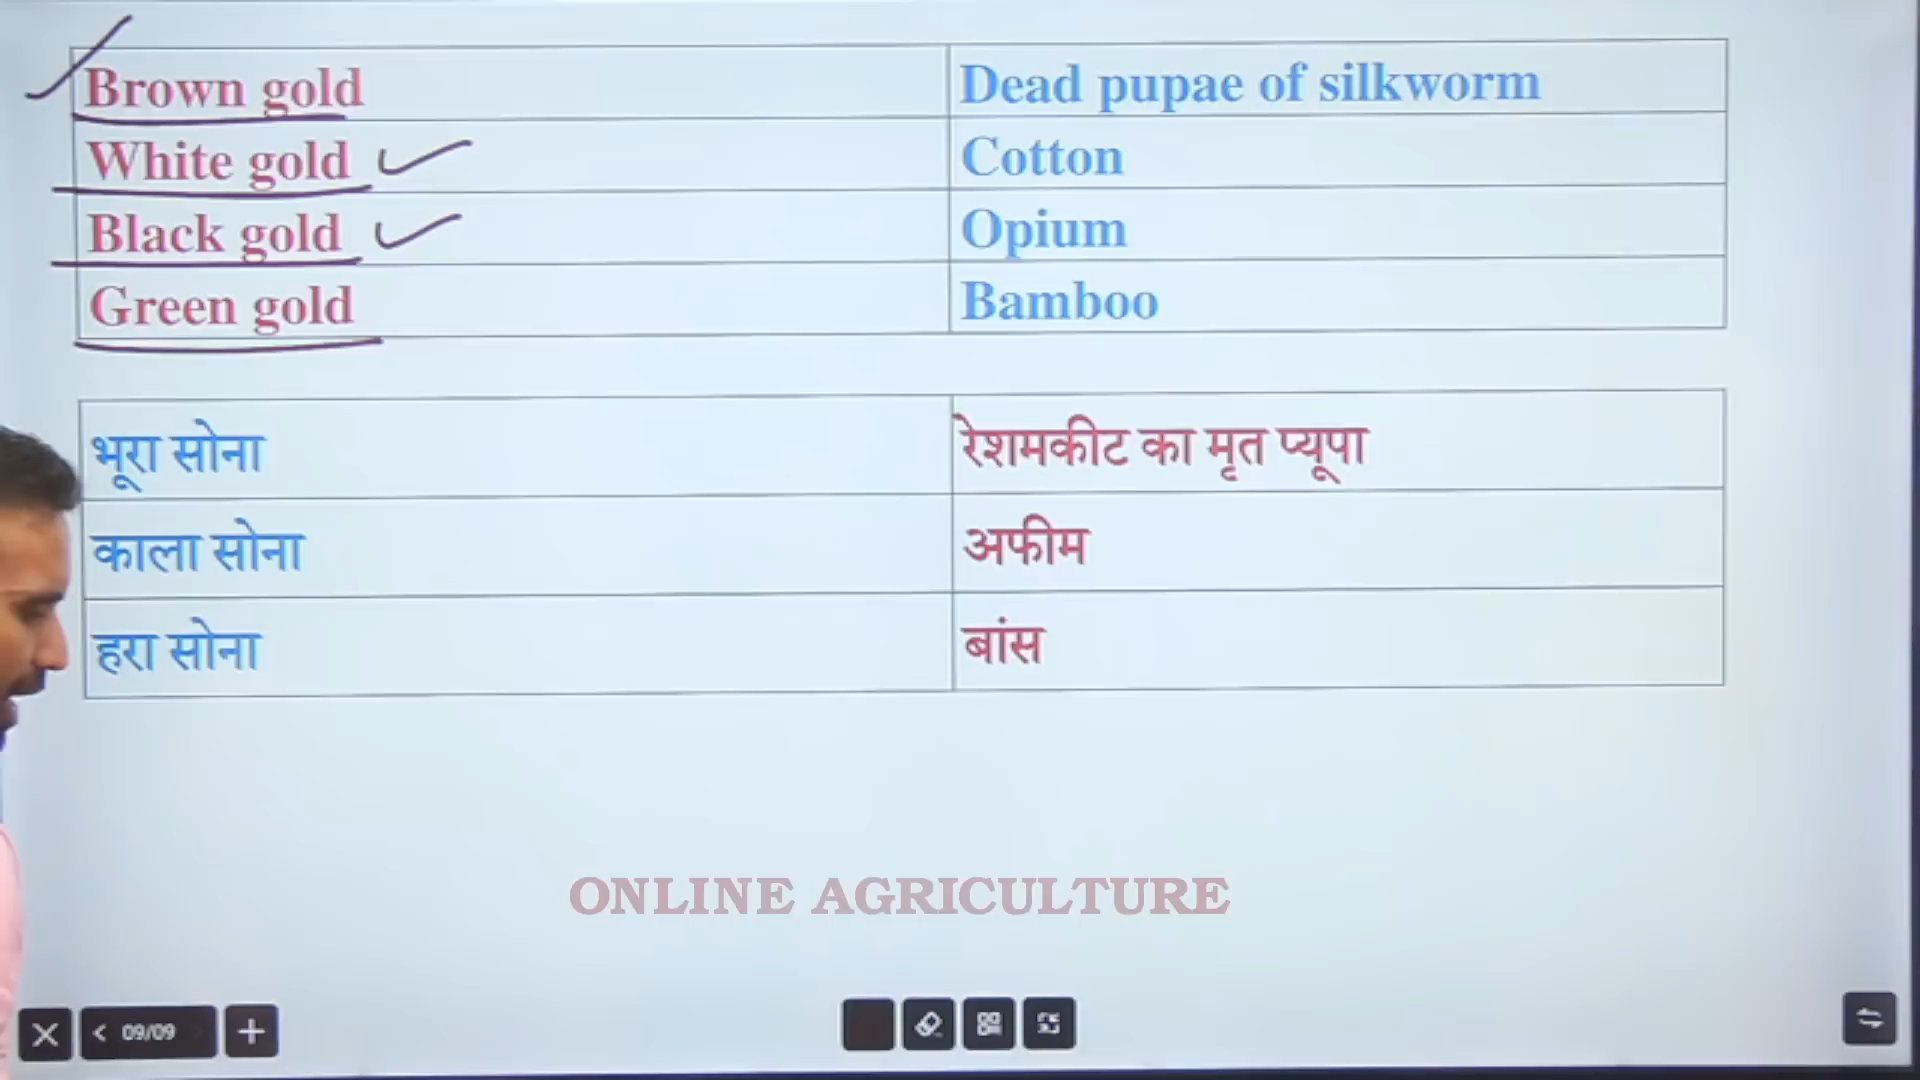 Brown gold Dead pupae of silkworm
White gold Cotton
Black gold Opium
Green gold Bamboo
भूरा सोना रेशमकीट का मृत प्यूपा
काला सोना अफीम
हरा सोना बांस
ONLINE AGRICULTURE
09/09